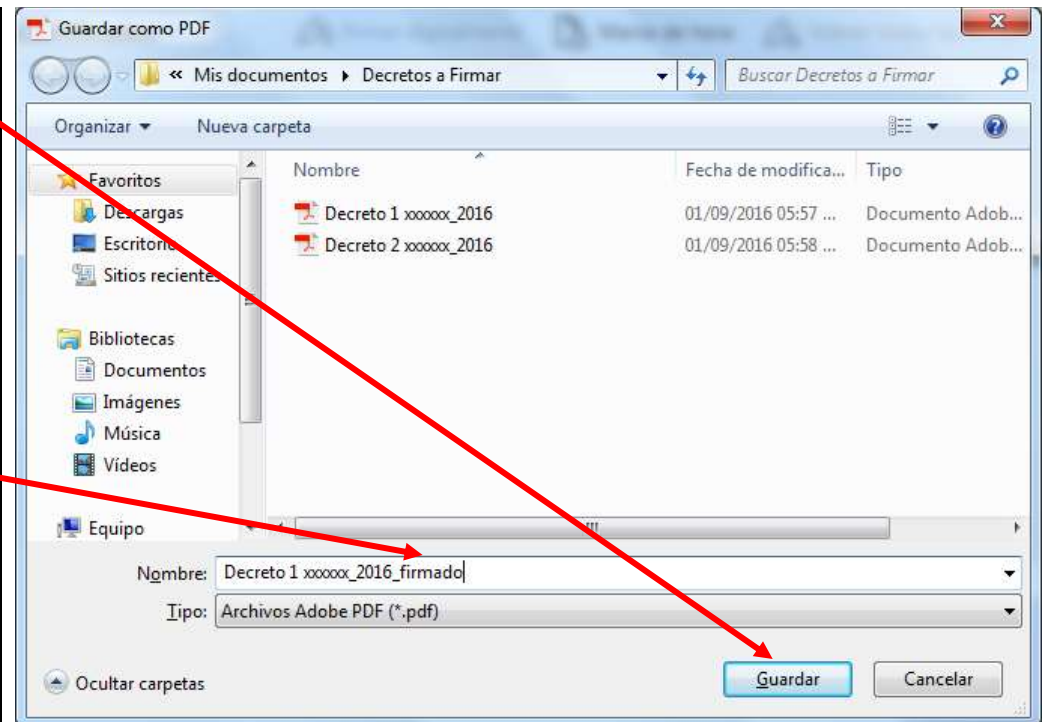 Guardar como PDF
« Mis documentos ▸ Decretos a Firmar
Buscar Decretos a Firmar
Organizar
Nueva carpeta
Nombre
Fecha de modifica...
Tipo
Favoritos
Descargas
Escritorio
Sitios recientes
Bibliotecas
Documentos
Imágenes
Música
Vídeos
Equipo
Decreto 1 xxxxxx_2016
01/09/2016 05:57 ...
Documento Adob...
Decreto 2 xxxxxx_2016
01/09/2016 05:58 ...
Documento Adob...
Nombre: Decreto 1 xxxxxx_2016_firmado
Tipo: Archivos Adobe PDF (*.pdf)
Ocultar carpetas
Guardar
Cancelar